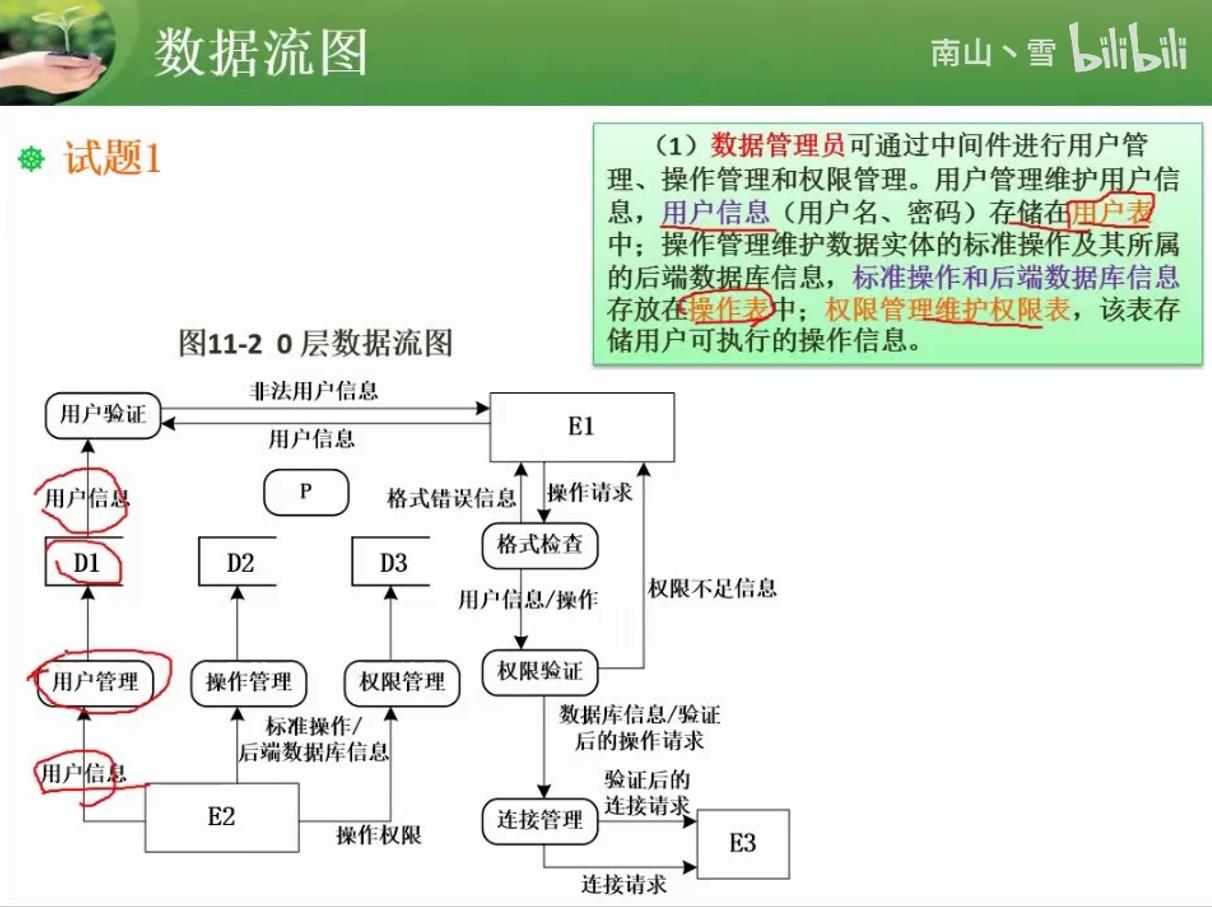 数据流图
南山丶雪 bilibili
试题1
（1）数据管理员可通过中间件进行用户管
理、操作管理和权限管理。用户管理维护用户信
息，用户信息（用户名、密码）存储在用户表
中；操作管理维护数据实体的标准操作及其所属
的后端数据库信息，标准操作和后端数据库信息
存放在操作表中；权限管理维护权限表，该表存
储用户可执行的操作信息。
图11-2 0 层数据流图
用户验证
非法用户信息
用户信息
E1
用户信息
P
格式错误信息
操作请求
D1
D2
D3
格式检查
用户信息/操作
权限不足信息
用户管理
操作管理
权限管理
权限验证
标准操作/
后端数据库信息
数据库信息/验证
后的操作请求
用户信息
E2
操作权限
验证后的
连接请求
连接管理
E3
连接请求